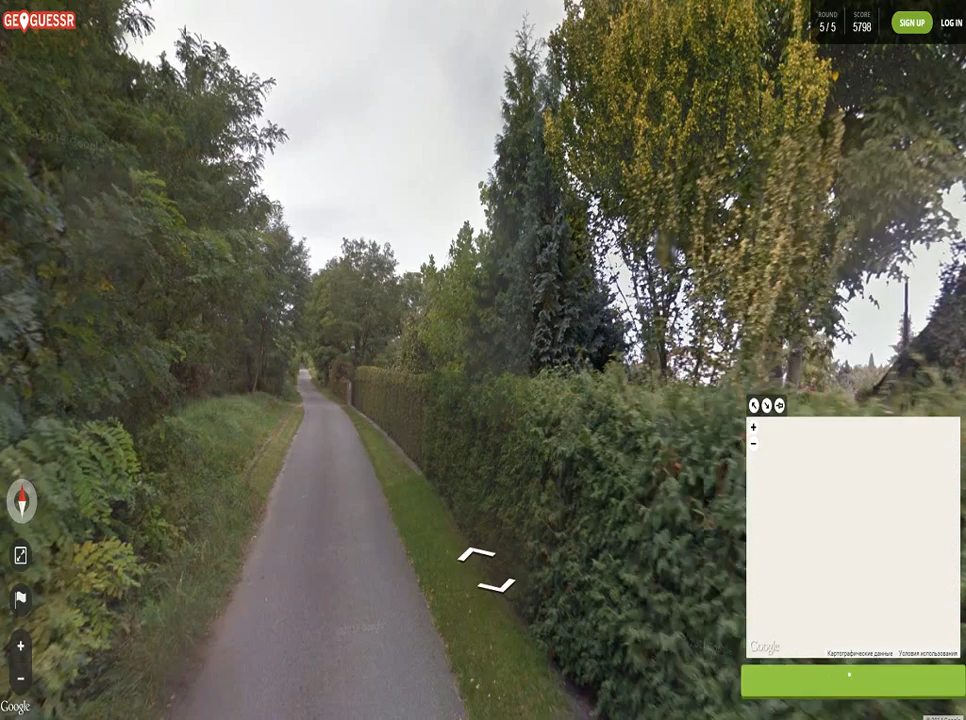 GEOGUESSR
ROUND
5 / 5
SCORE
5798
SIGN UP
LOG IN
+
−
Google
Картографические данные
Условия использования
+
−
Google